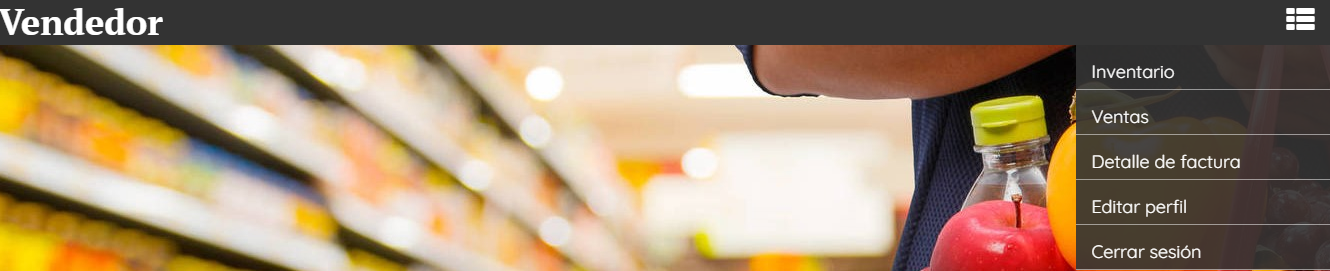 Vendedor
Inventario
Ventas
Detalle de factura
Editar perfil
Cerrar sesión